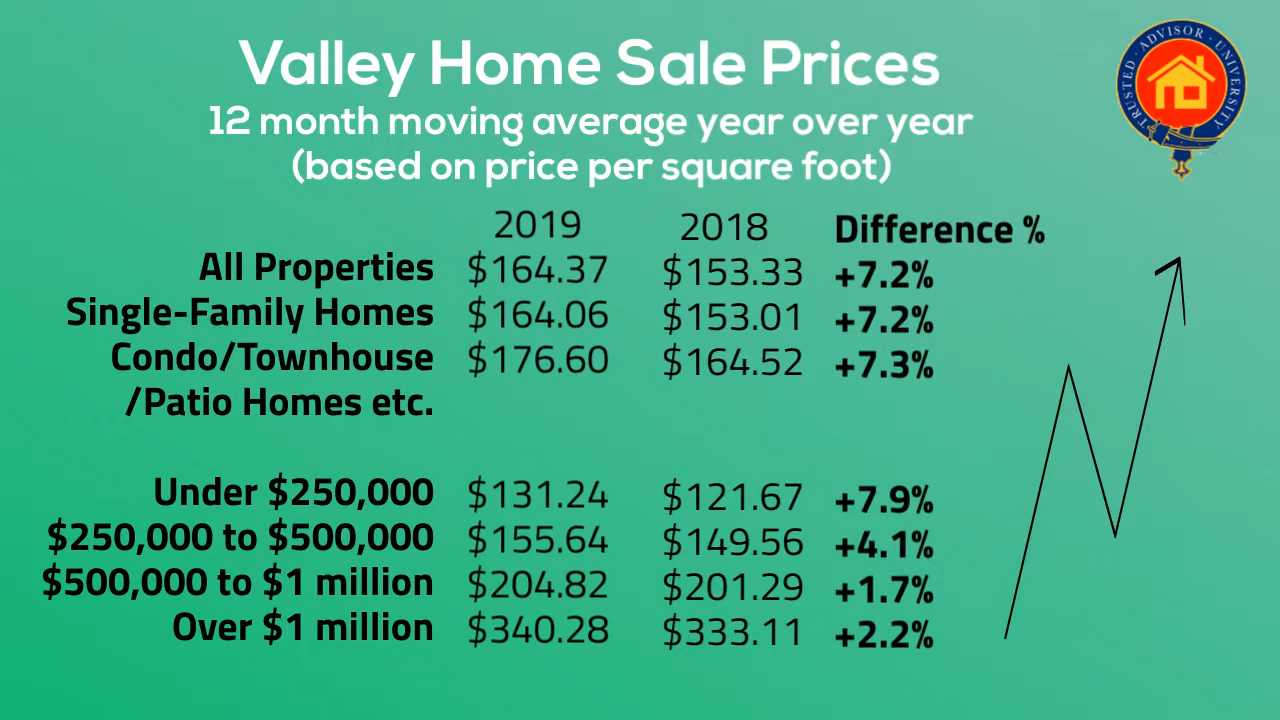 Valley Home Sale Prices
12 month moving average year over year
(based on price per square foot)
TRUSTED · ADVISOR · UNIVERSITY
2019 2018 Difference %
All Properties $164.37 $153.33 +7.2%
Single-Family Homes $164.06 $153.01 +7.2%
Condo/Townhouse $176.60 $164.52 +7.3%
/Patio Homes etc.
Under $250,000 $131.24 $121.67 +7.9%
$250,000 to $500,000 $155.64 $149.56 +4.1%
$500,000 to $1 million $204.82 $201.29 +1.7%
Over $1 million $340.28 $333.11 +2.2%